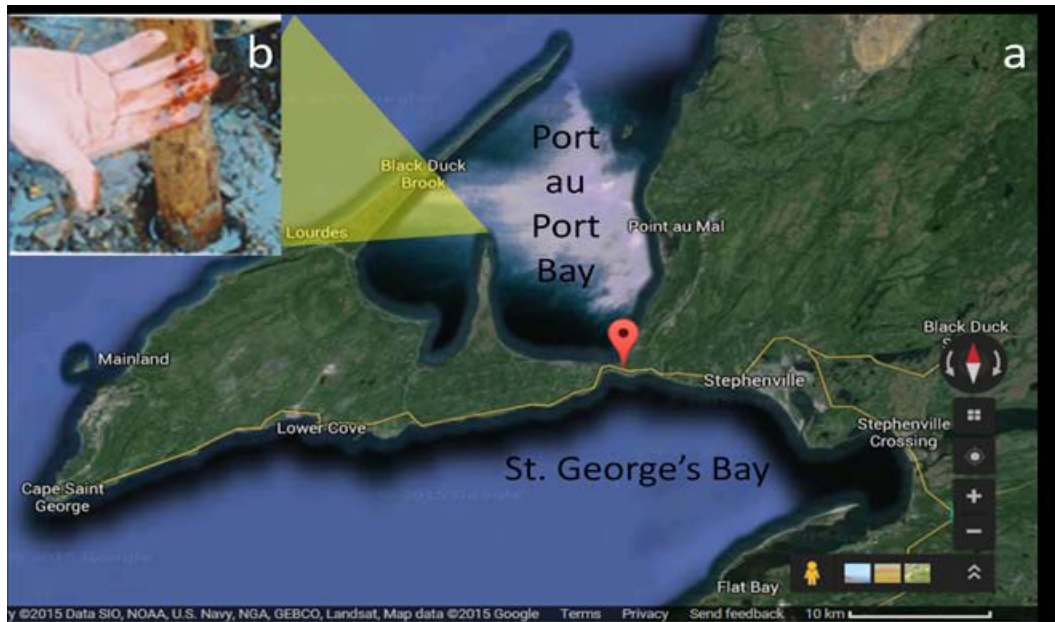 b
a
Port
au
Port
Bay
Black Duck
Brook
Lourdes
Point au Mal
Black Duck
Mainland
Stephenville
Lower Cove
Stephenville
Crossing
St. George's Bay
Cape Saint
George
Flat Bay
©2015 Data SIO, NOAA, U.S. Navy, NGA, GEBCO, Landsat, Map data ©2015 Google Terms Privacy Send feedback 10 km